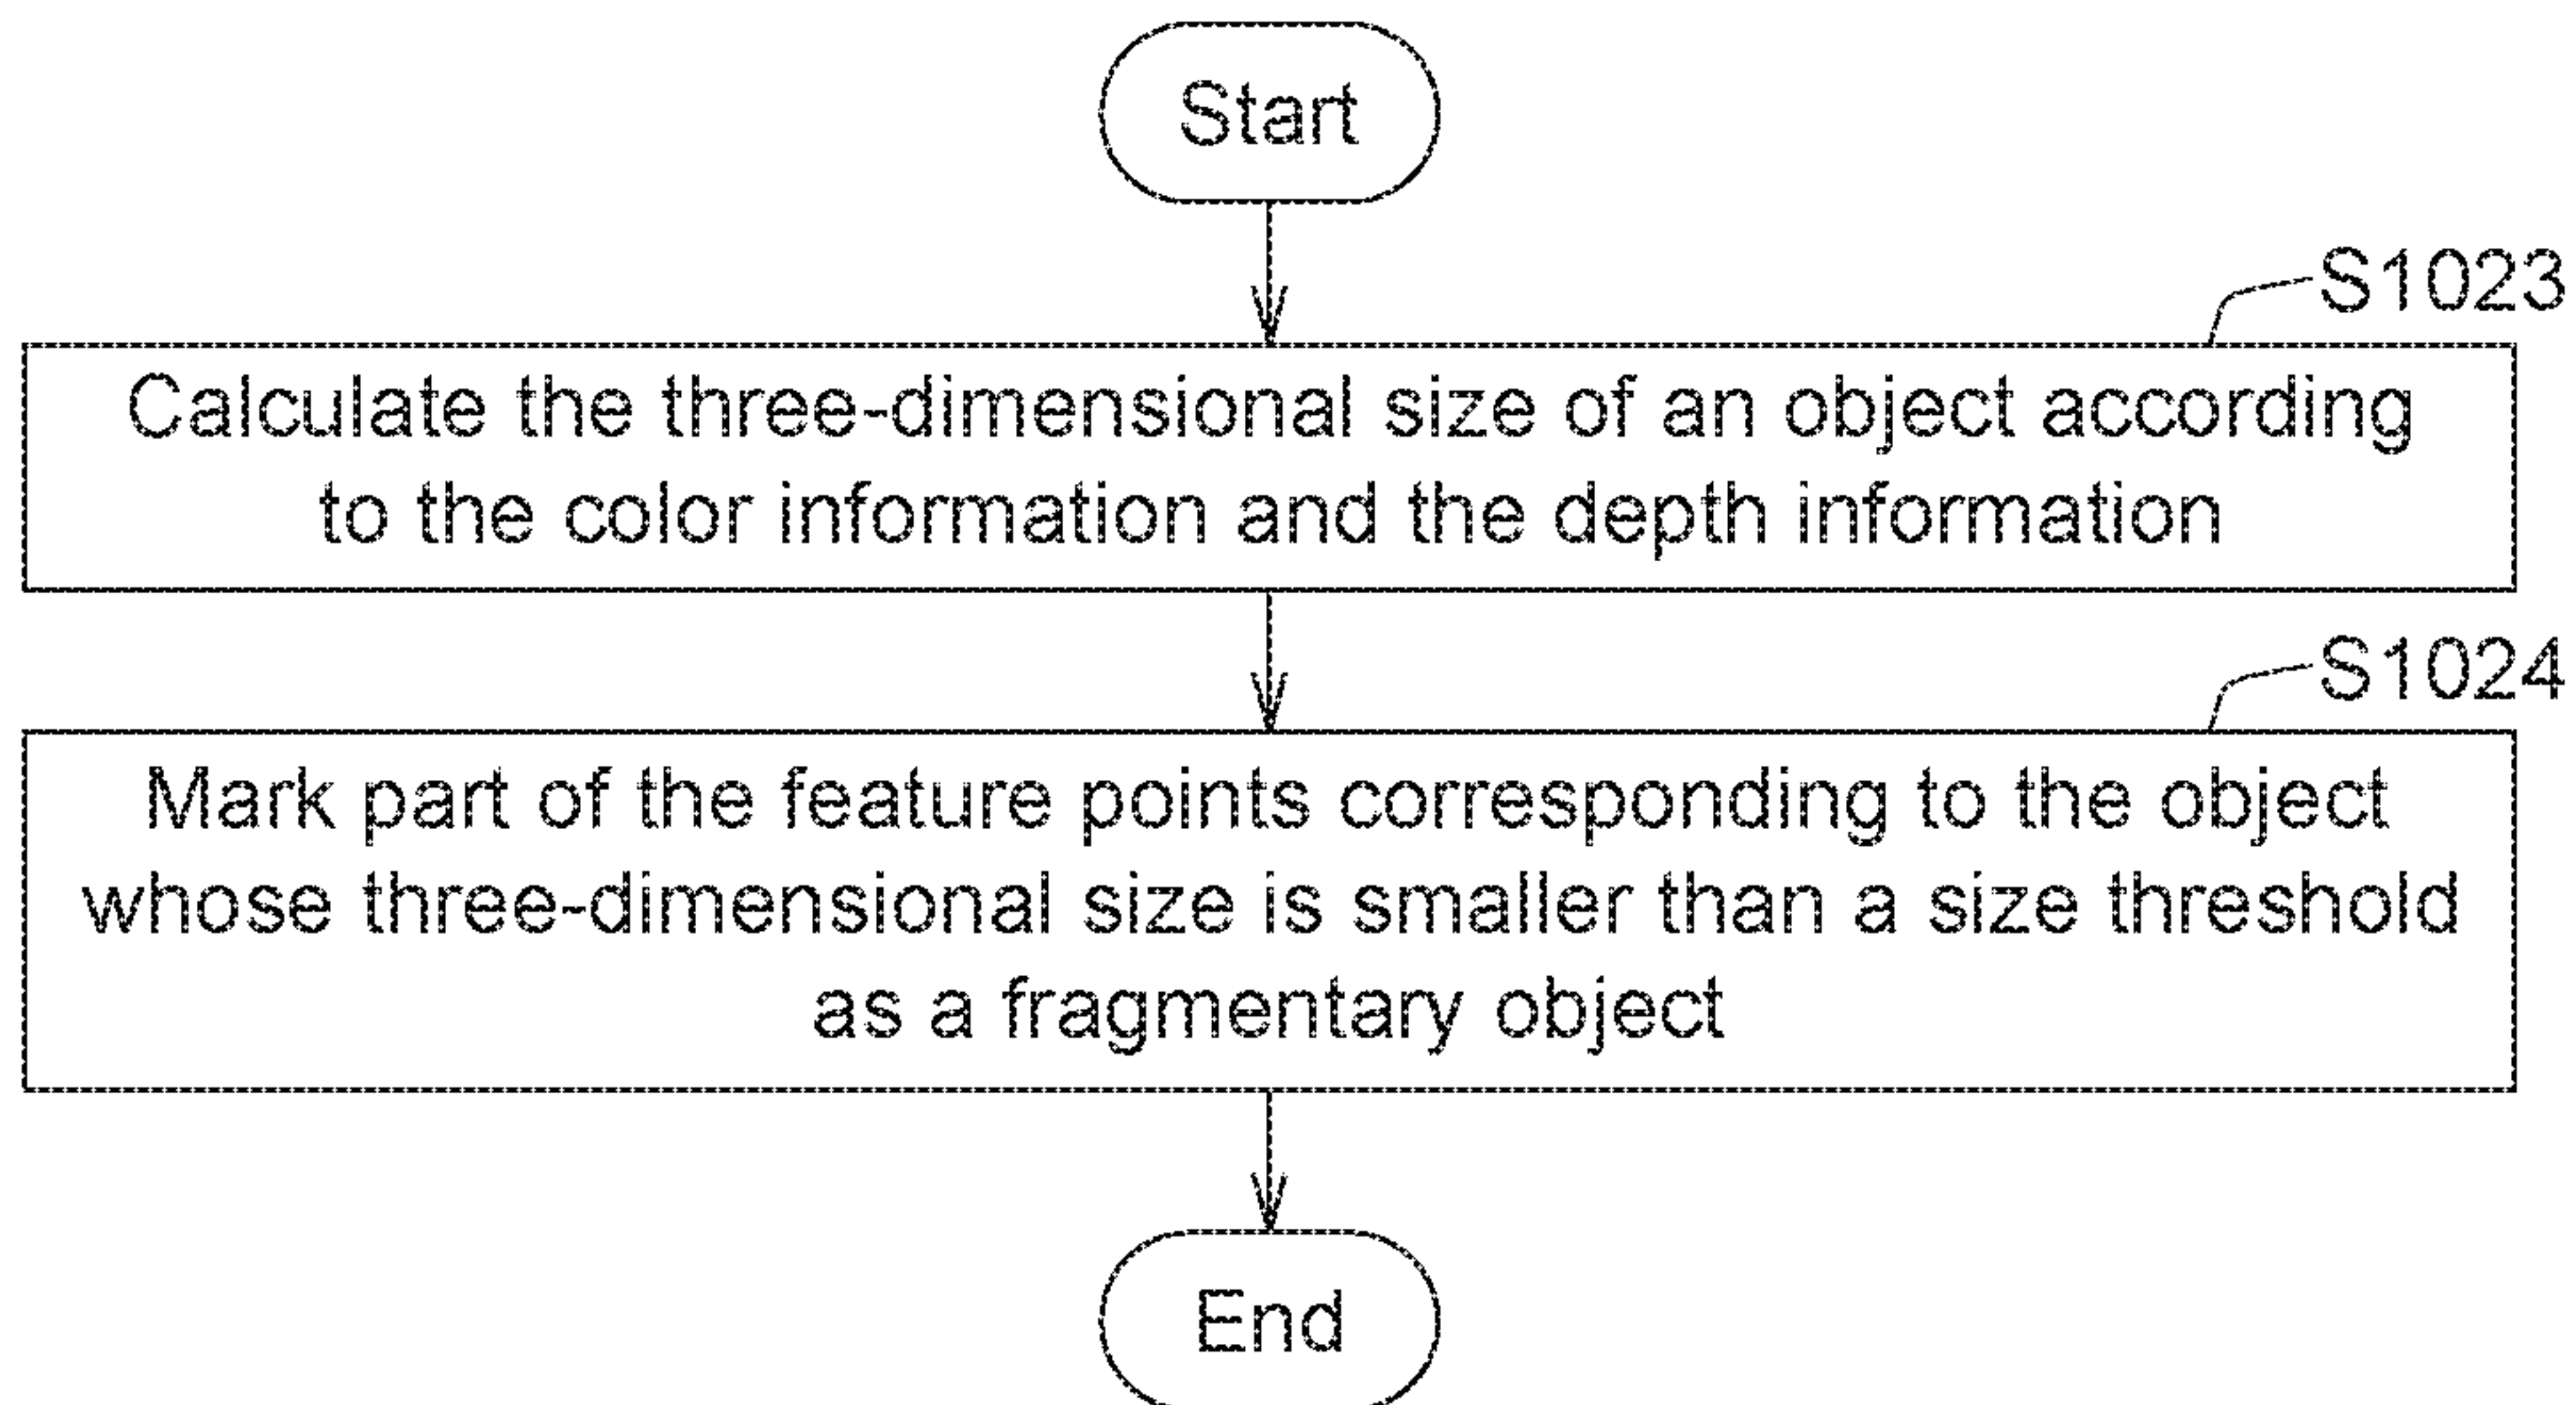 Start
S1023
Calculate the three-dimensional size of an object according
to the color information and the depth information
S1024
Mark part of the feature points corresponding to the object
whose three-dimensional size is smaller than a size threshold
as a fragmentary object
End